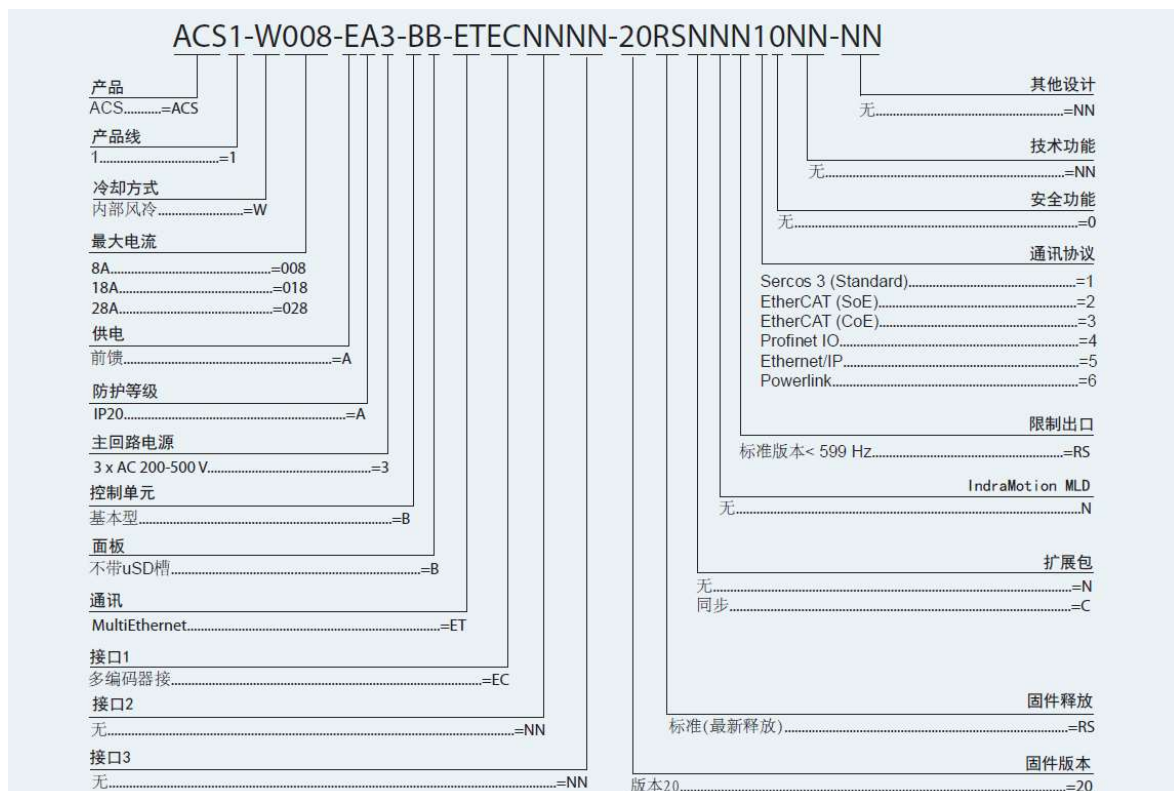 ACS1-W008-EA3-BB-ETECNNNN-20RSNNN10NN-NN
产品
ACS...........=ACS
产品线
1................................=1
冷却方式
内部风冷.......................=W
最大电流
8A...........................................=008
18A.........................................=018
28A.........................................=028
供电
前馈..............................................................=A
防护等级
IP20...........................................................=A
主回路电源
3 x AC 200-500 V...........................................=3
控制单元
基本型..............................................................................=B
面板
不带uSD槽.................................................................=B
通讯
MultiEthernet..................................................................=ET
接口1
多编码器接.................................................................................=EC
接口2
无............................................................................................................=NN
接口3
无.......................................................................................................................=NN
其他设计
无.................................................=NN
技术功能
无...............................................................=NN
安全功能
无...........................................................................=0
通讯协议
Sercos 3 (Standard)............................................=1
EtherCAT (SoE)....................................................=2
EtherCAT (CoE)....................................................=3
Profinet IO..............................................................=4
Ethernet/IP..............................................................=5
Powerlink.................................................................=6
限制出口
标准版本< 599 Hz..................................................=RS
IndraMotion MLD
无.........................................................................................N
扩展包
无...............................................................................................=N
同步..........................................................................................=C
固件释放
标准(最新释放)...........................................................................=RS
固件版本
版本20.......................................................................................................=20